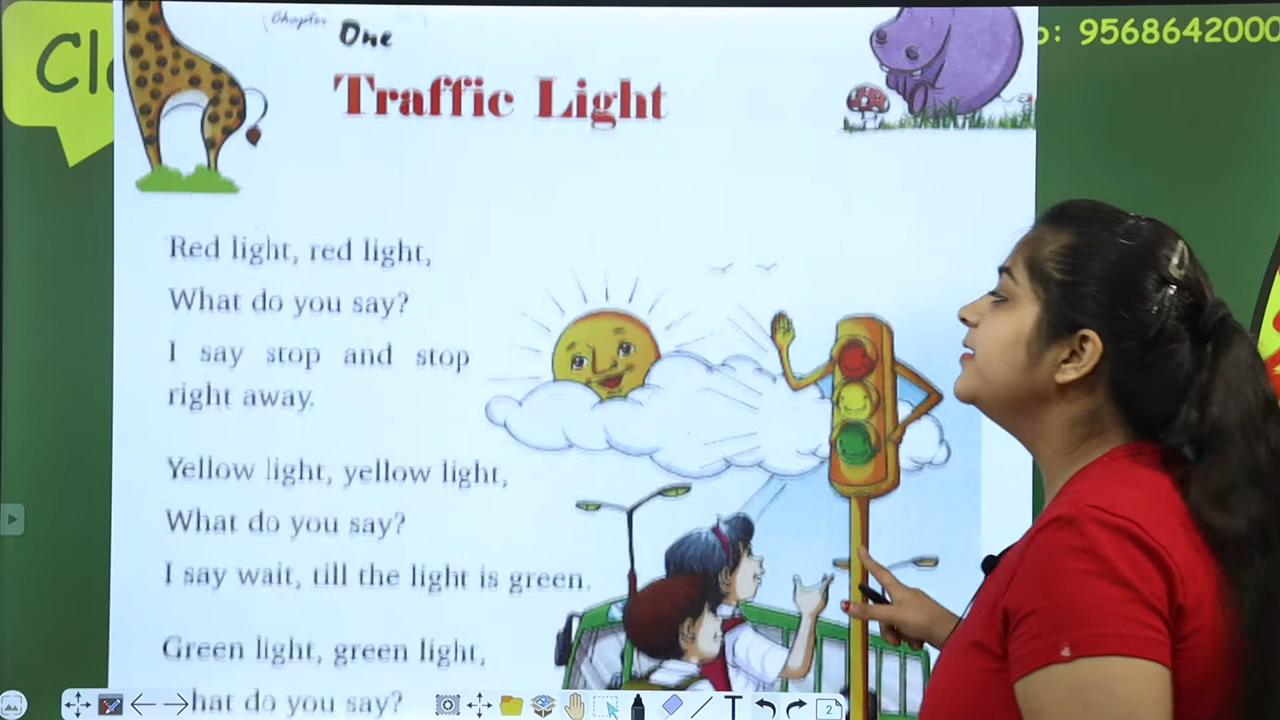 Chapter
One
: 9568642000
Traffic Light
Red light, red light,
What do you say?
I say stop and stop
right away.
Yellow light, yellow light,
What do you say?
I say wait, till the light is green.
Green light, green light,
hat do you say?
T
2